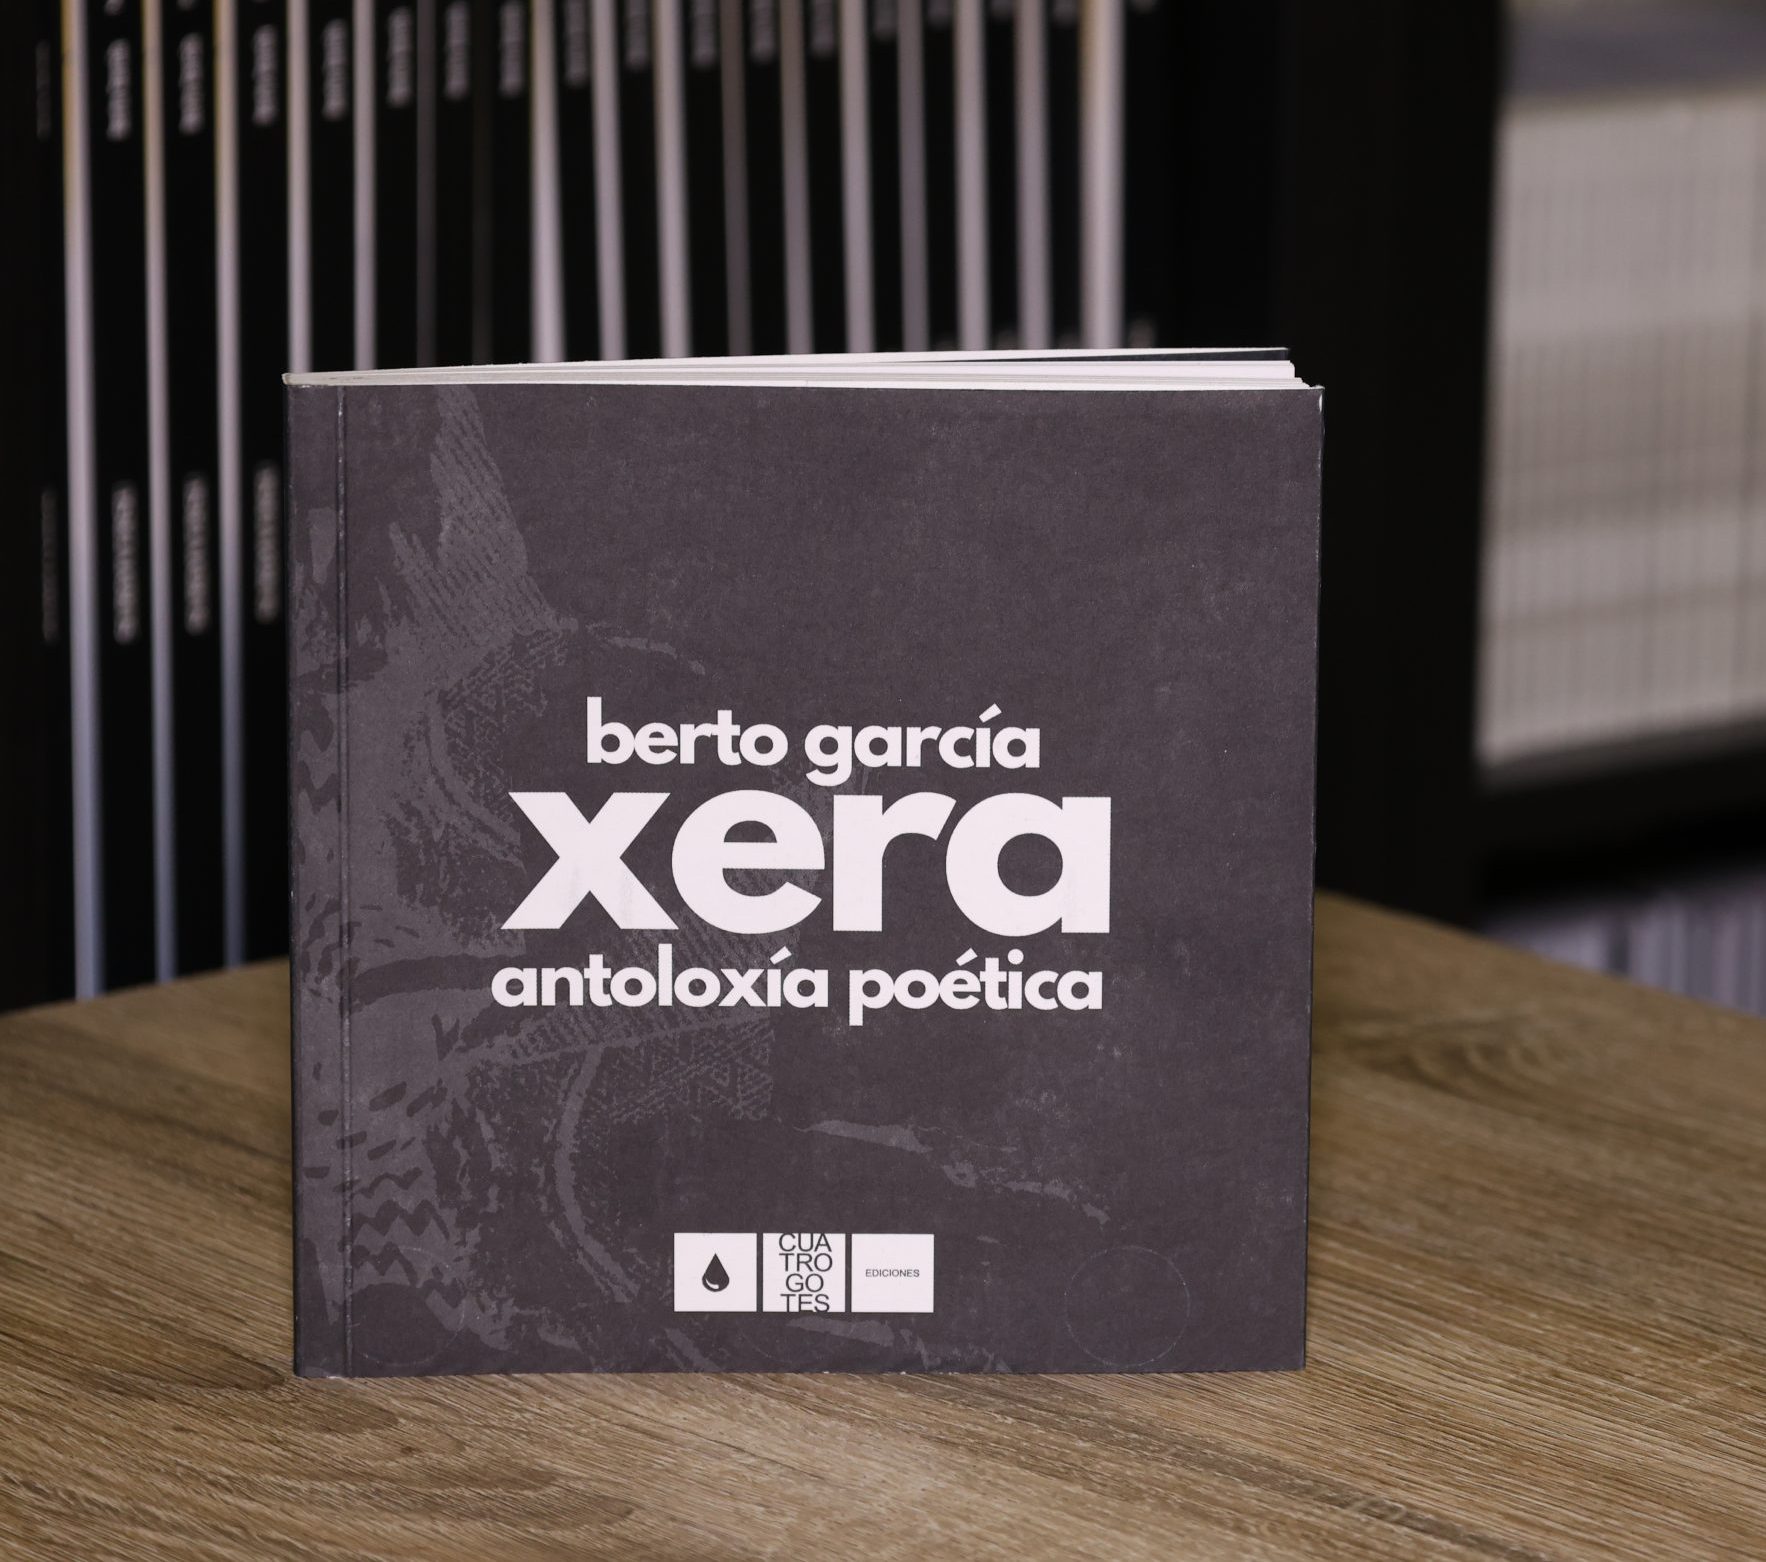 berto garcía
xera
antoloxía poética
CUA
TRO
GO
TES
EDICIONES